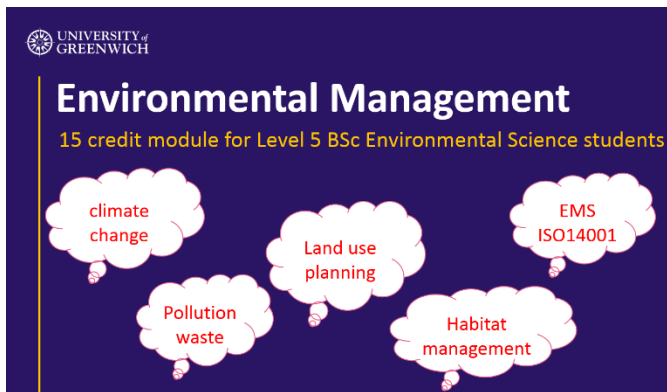 UNIVERSITY of
GREENWICH
Environmental Management
15 credit module for Level 5 BSc Environmental Science students
climate
change
EMS
ISO14001
Land use
planning
Pollution
waste
Habitat
management